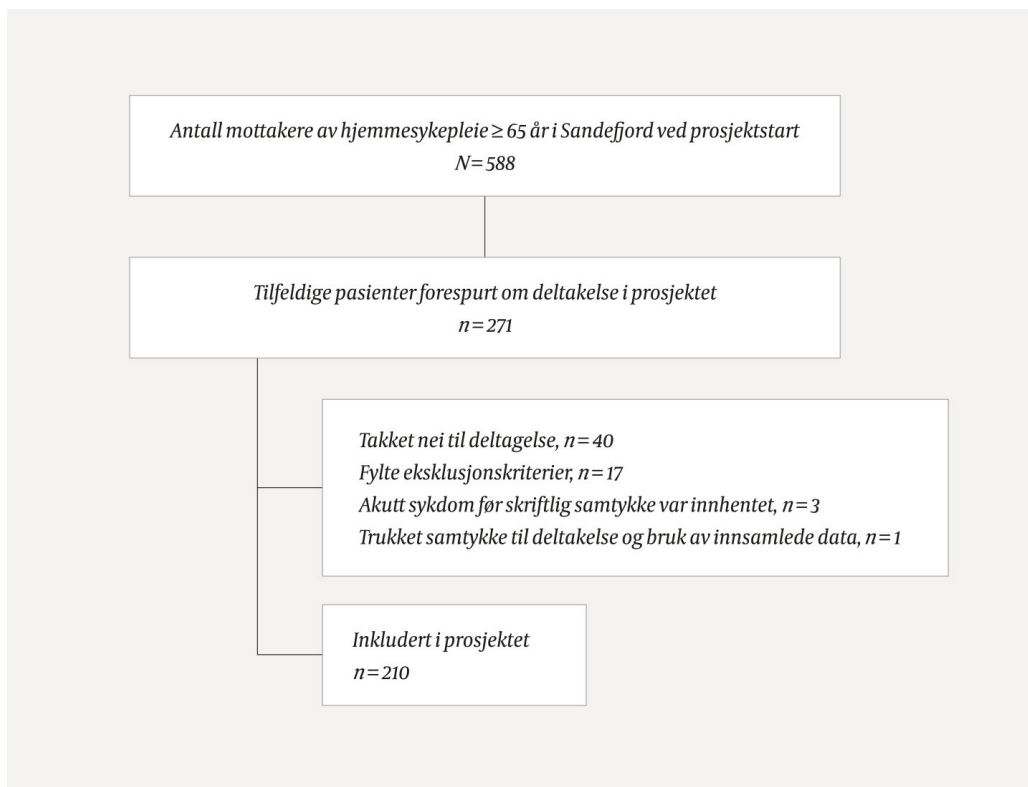 Antall mottakere av hjemmesykepleie ≥ 65 år i Sandefjord ved prosjektstart
N = 588
Tilfeldige pasienter forespurt om deltakelse i prosjektet
n = 271
Takket nei til deltagelse, n = 40
Fylte eksklusjonskriterier, n = 17
Akutt sykdom før skriftlig samtykke var innhentet, n = 3
Trukket samtykke til deltakelse og bruk av innsamlede data, n = 1
Inkludert i prosjektet
n = 210